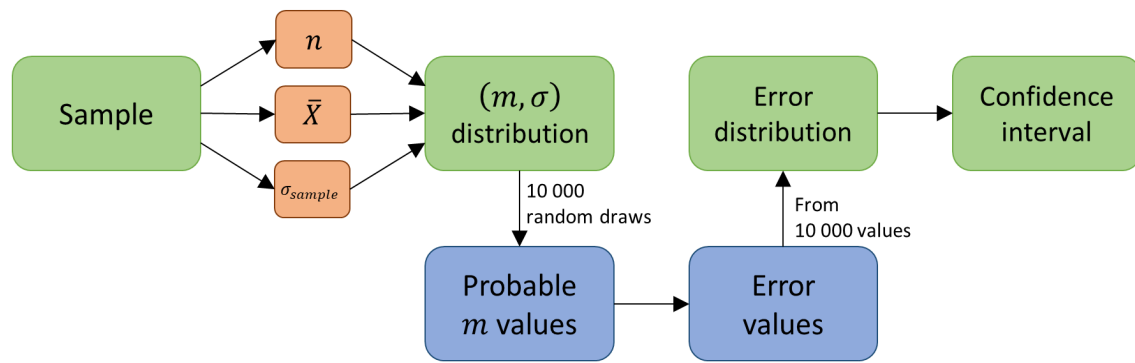 Sample
n
X̄
σ_sample
(m, σ)
distribution
10 000
random draws
Probable
m values
Error
values
From
10 000 values
Error
distribution
Confidence
interval